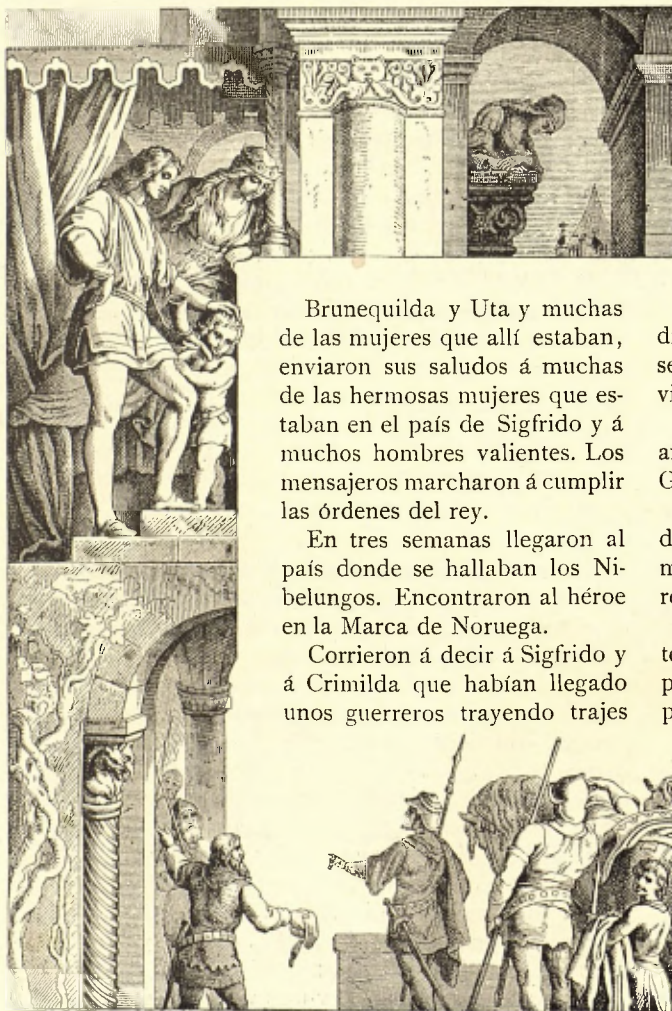 Brunequilda y Uta y muchas
de las mujeres que allí estaban,
enviaron sus saludos á muchas
de las hermosas mujeres que es-
taban en el país de Sigfrido y á
muchos hombres valientes. Los
mensajeros marcharon á cumplir
las órdenes del rey.
En tres semanas llegaron al
país donde se hallaban los Ni-
belungos. Encontraron al héroe
en la Marca de Noruega.
Corrieron á decir á Sigfrido y
á Crimilda que habían llegado
unos guerreros trayendo trajes